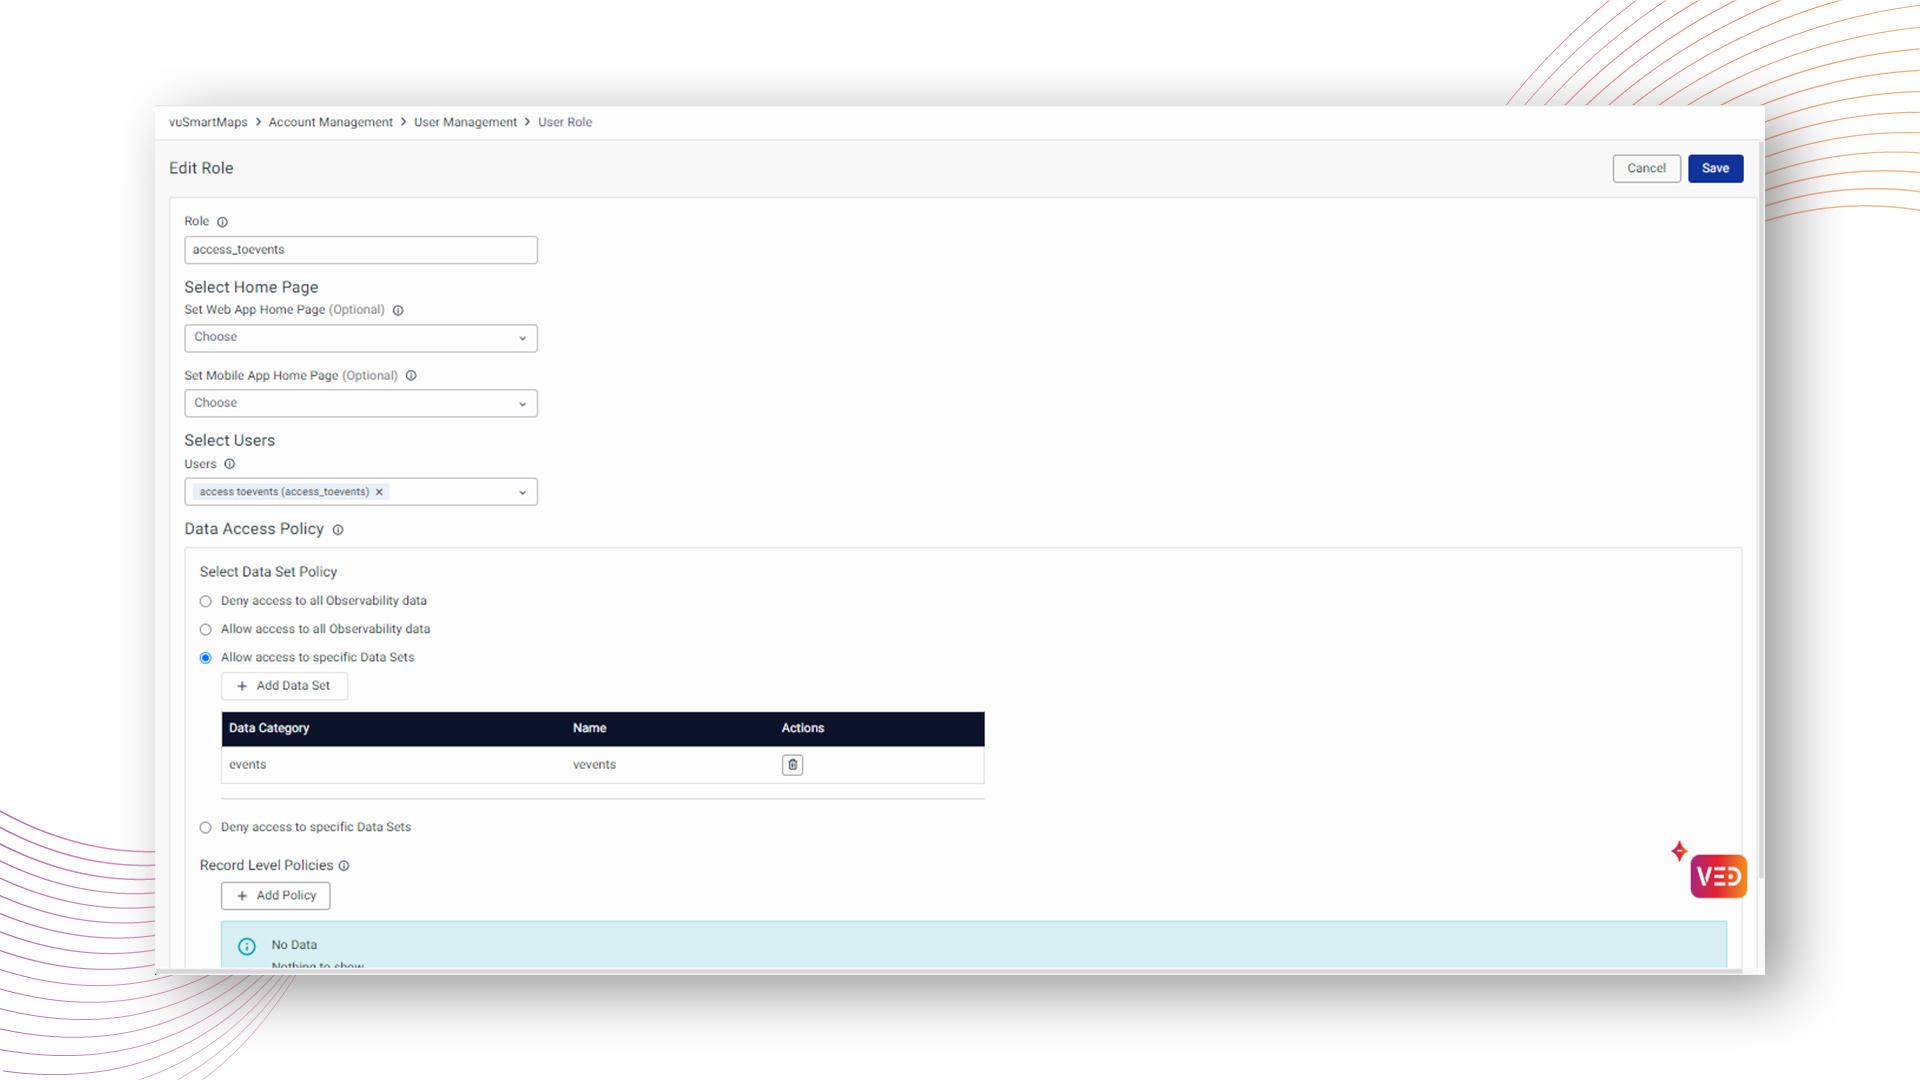 vuSmartMaps > Account Management > User Management > User Role
Edit Role
Cancel
Save
Role
access_toevents
Select Home Page
Set Web App Home Page (Optional)
Choose
Set Mobile App Home Page (Optional)
Choose
Select Users
Users
access toevents (access_toevents) ×
Data Access Policy
Select Data Set Policy
Deny access to all Observability data
Allow access to all Observability data
Allow access to specific Data Sets
+ Add Data Set
Data Category Name Actions
events vevents
Deny access to specific Data Sets
Record Level Policies
+ Add Policy
VED
No Data
Nothing to show